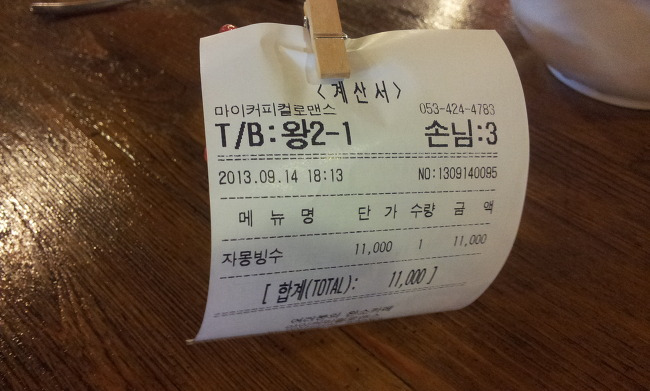 <계산서>
마이커피컬로맨스 053-424-4783
T/B:왕2-1 손님:3
2013.09.14 18:13 NO:1309140095
메 뉴 명 단 가 수량 금 액
자몽빙수 11,000 1 11,000
[ 합계(TOTAL): 11,000 ]